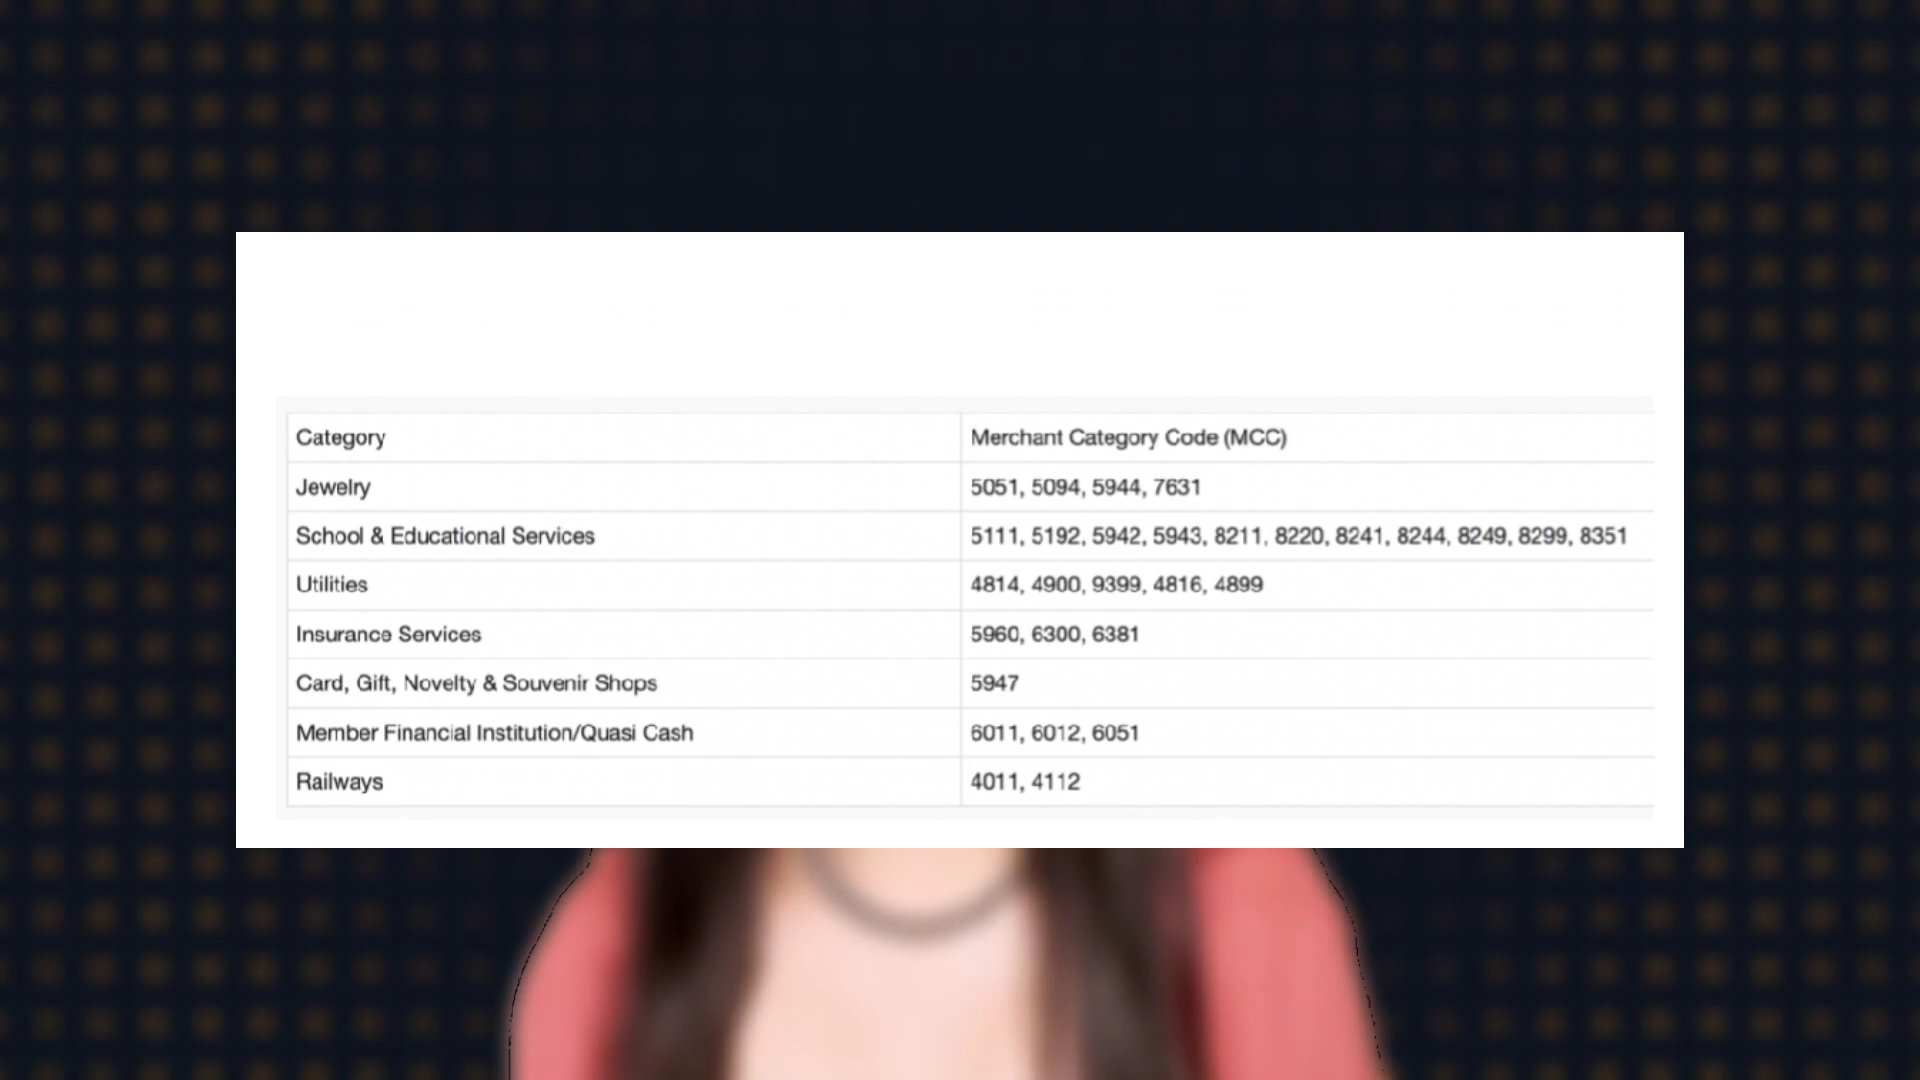 Category Merchant Category Code (MCC)
Jewelry 5051, 5094, 5944, 7631
School & Educational Services 5111, 5192, 5942, 5943, 8211, 8220, 8241, 8244, 8249, 8299, 8351
Utilities 4814, 4900, 9399, 4816, 4899
Insurance Services 5960, 6300, 6381
Card, Gift, Novelty & Souvenir Shops 5947
Member Financial Institution/Quasi Cash 6011, 6012, 6051
Railways 4011, 4112